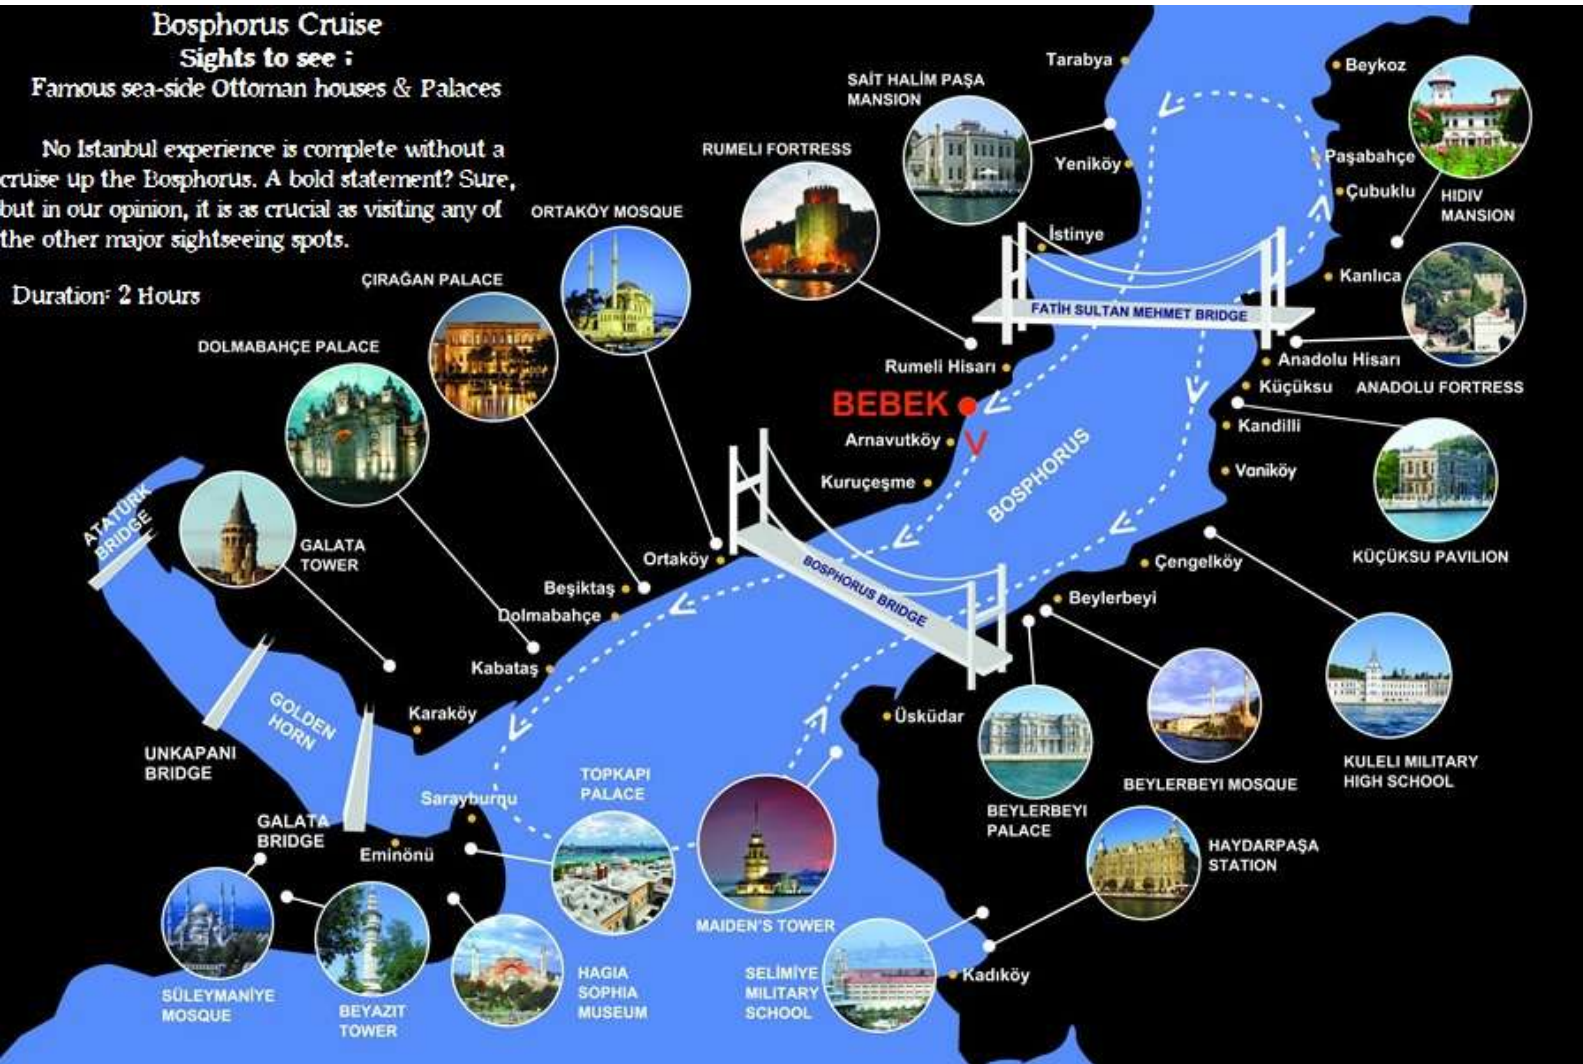 Bosphorus Cruise
Sights to see :
Famous sea-side Ottoman houses & Palaces
No Istanbul experience is complete without a
cruise up the Bosphorus. A bold statement? Sure,
but in our opinion, it is as crucial as visiting any of
the other major sightseeing spots.
Duration: 2 Hours
Tarabya
Beykoz
SAİT HALİM PAŞA
MANSION
RUMELI FORTRESS
Yeniköy
Paşabahçe
Çubuklu
HIDIV
MANSION
ORTAKÖY MOSQUE
İstinye
Kanlıca
ÇIRAĞAN PALACE
FATİH SULTAN MEHMET BRIDGE
DOLMABAHÇE PALACE
Rumeli Hisarı
Anadolu Hisarı
Küçüksu
ANADOLU FORTRESS
BEBEK
V
Arnavutköy
Kandilli
BOSPHORUS
Vaniköy
Kuruçeşme
ATATÜRK
BRIDGE
GALATA
TOWER
Ortaköy
BOSPHORUS BRIDGE
Çengelköy
KÜÇÜKSU PAVILION
Beşiktaş
Dolmabahçe
Beylerbeyi
Kabataş
GOLDEN
HORN
Karaköy
Üsküdar
UNKAPANI
BRIDGE
TOPKAPI
PALACE
BEYLERBEYI
PALACE
BEYLERBEYI MOSQUE
KULELI MILITARY
HIGH SCHOOL
Sarayburnu
GALATA
BRIDGE
Eminönü
HAYDARPAŞA
STATION
MAIDEN'S TOWER
SÜLEYMANİYE
MOSQUE
BEYAZIT
TOWER
HAGIA
SOPHIA
MUSEUM
SELİMİYE
MILITARY
SCHOOL
Kadıköy